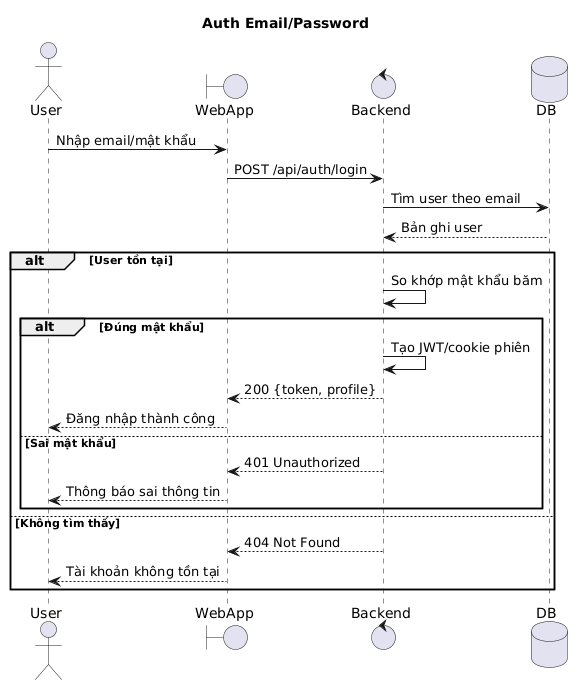 Auth Email/Password
User
WebApp
Backend
DB
Nhập email/mật khẩu
POST /api/auth/login
Tìm user theo email
Bản ghi user
alt [User tồn tại]
So khớp mật khẩu băm
alt [Đúng mật khẩu]
Tạo JWT/cookie phiên
200 {token, profile}
Đăng nhập thành công
[Sai mật khẩu]
401 Unauthorized
Thông báo sai thông tin
[Không tìm thấy]
404 Not Found
Tài khoản không tồn tại
User
WebApp
Backend
DB